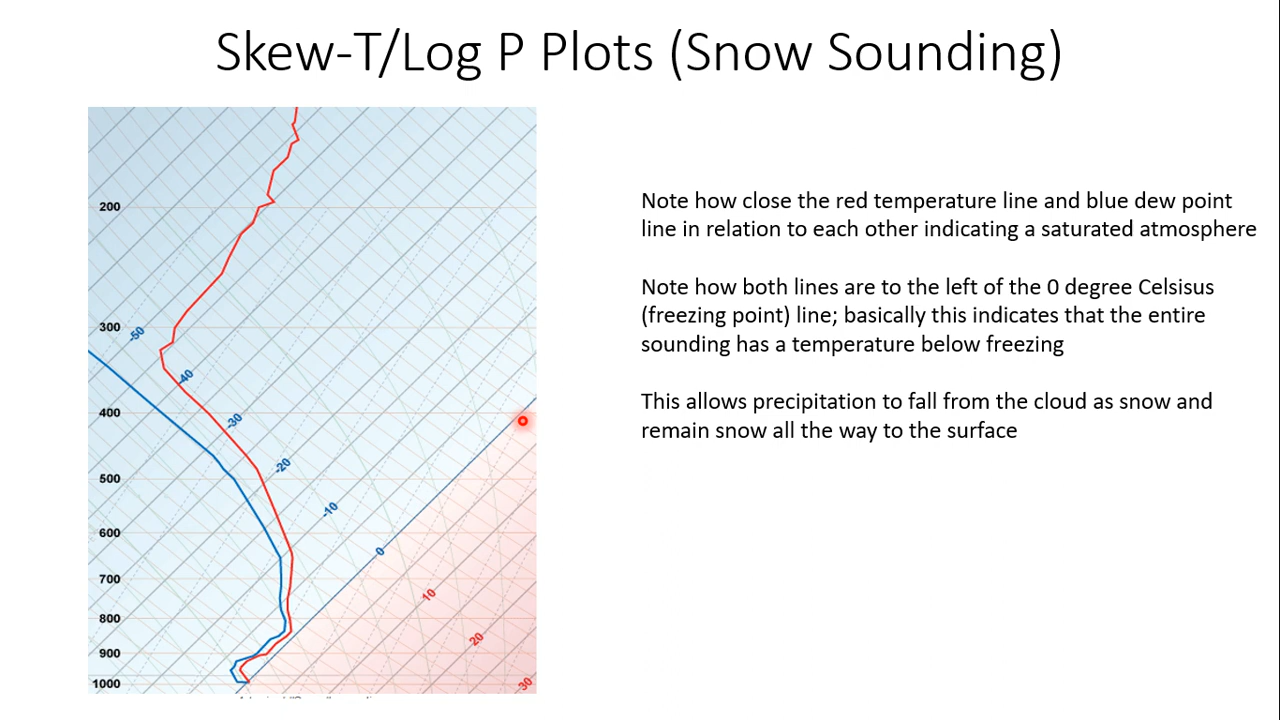 Skew-T/Log P Plots (Snow Sounding)
200
300
400
500
600
700
800
900
1000
-50
-40
-30
-20
-10
0
10
20
30
Note how close the red temperature line and blue dew point
line in relation to each other indicating a saturated atmosphere
Note how both lines are to the left of the 0 degree Celsisus
(freezing point) line; basically this indicates that the entire
sounding has a temperature below freezing
This allows precipitation to fall from the cloud as snow and
remain snow all the way to the surface